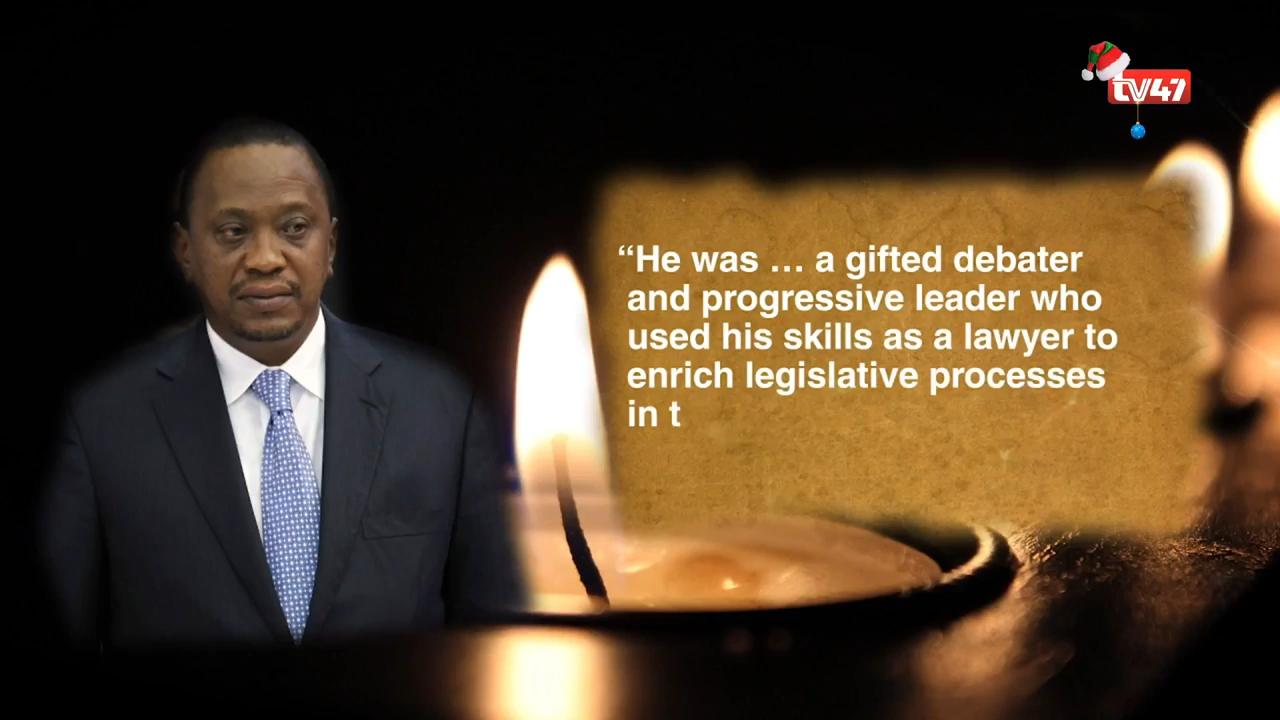 tv47
“He was … a gifted debater
and progressive leader who
used his skills as a lawyer to
enrich legislative processes
in t